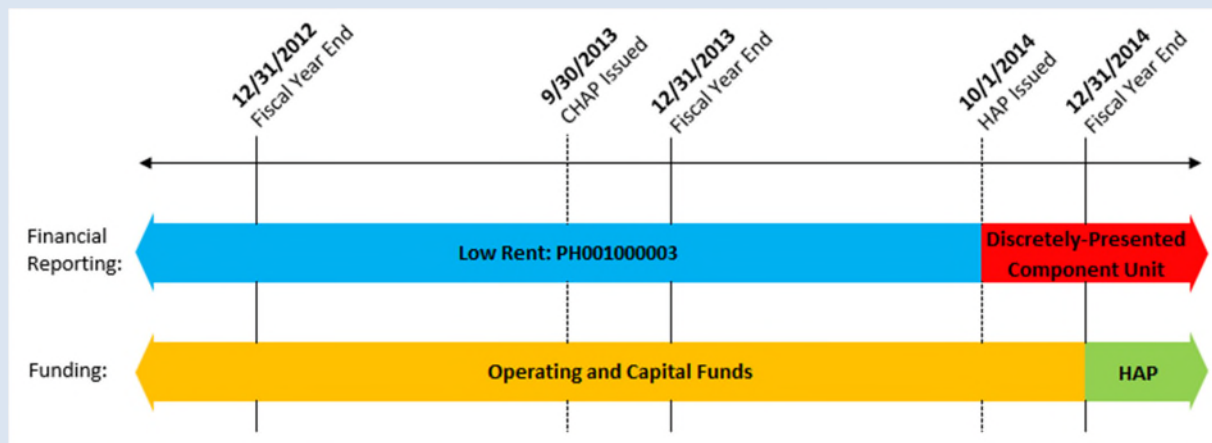 12/31/2012
Fiscal Year End
9/30/2013
CHAP Issued
12/31/2013
Fiscal Year End
10/1/2014
HAP Issued
12/31/2014
Fiscal Year End
Financial
Reporting:
Low Rent: PH001000003
Discretely-Presented
Component Unit
Funding:
Operating and Capital Funds
HAP